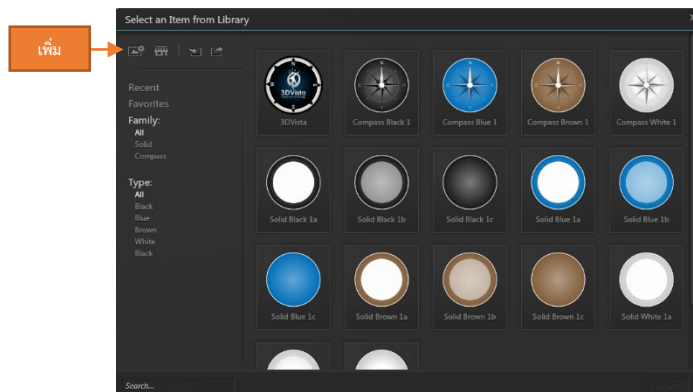 Select an Item from Library
เพิ่ม
Recent
Favorites
Family:
All
Solid
Compass
Type:
All
Black
Blue
Brown
White
Black
3DVista
3DVista
Compass Black 1
Compass Blue 1
Compass Brown 1
Compass White 1
Solid Black 1a
Solid Black 1b
Solid Black 1c
Solid Blue 1a
Solid Blue 1b
Solid Blue 1c
Solid Brown 1a
Solid Brown 1b
Solid Brown 1c
Solid White 1a
Search...